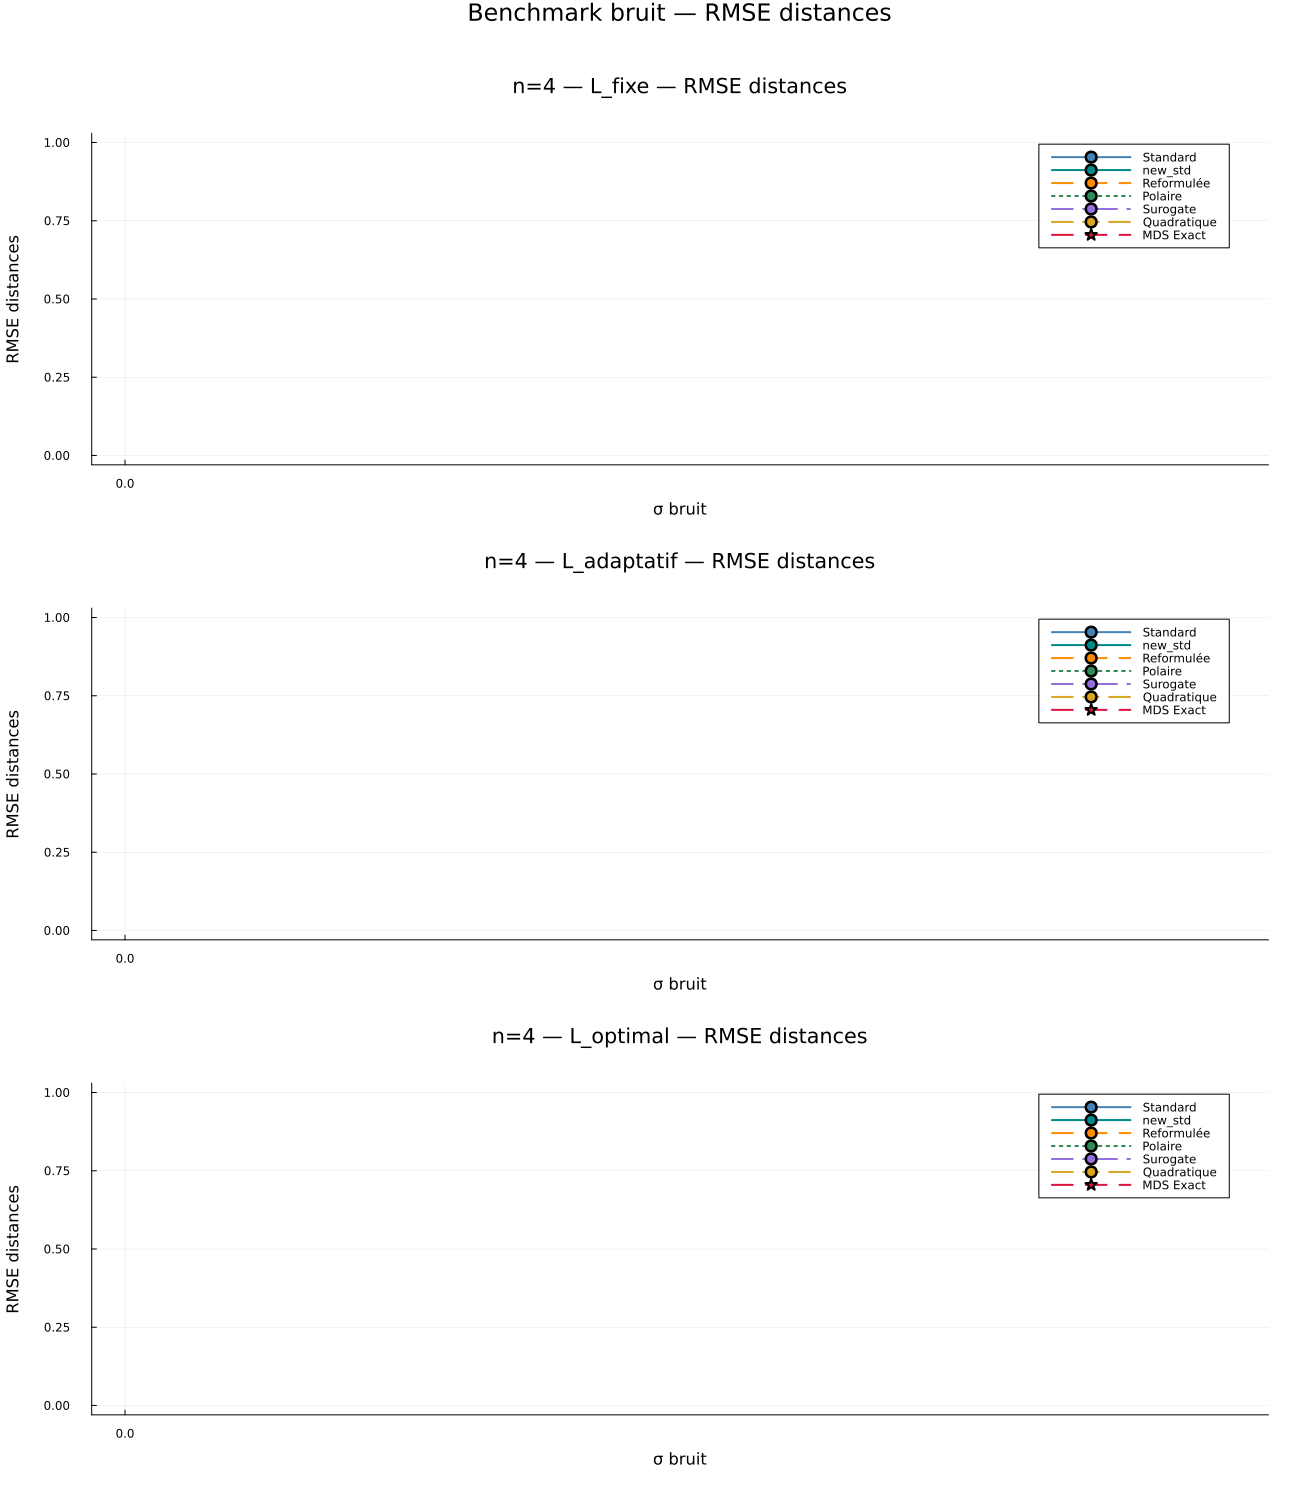 Benchmark bruit — RMSE distances
n=4 — L_fixe — RMSE distances
1.00
0.75
0.50
0.25
0.00
RMSE distances
0.0
σ bruit
Standard
new_std
Reformulée
Polaire
Surogate
Quadratique
MDS Exact
n=4 — L_adaptatif — RMSE distances
1.00
0.75
0.50
0.25
0.00
RMSE distances
0.0
σ bruit
Standard
new_std
Reformulée
Polaire
Surogate
Quadratique
MDS Exact
n=4 — L_optimal — RMSE distances
1.00
0.75
0.50
0.25
0.00
RMSE distances
0.0
σ bruit
Standard
new_std
Reformulée
Polaire
Surogate
Quadratique
MDS Exact